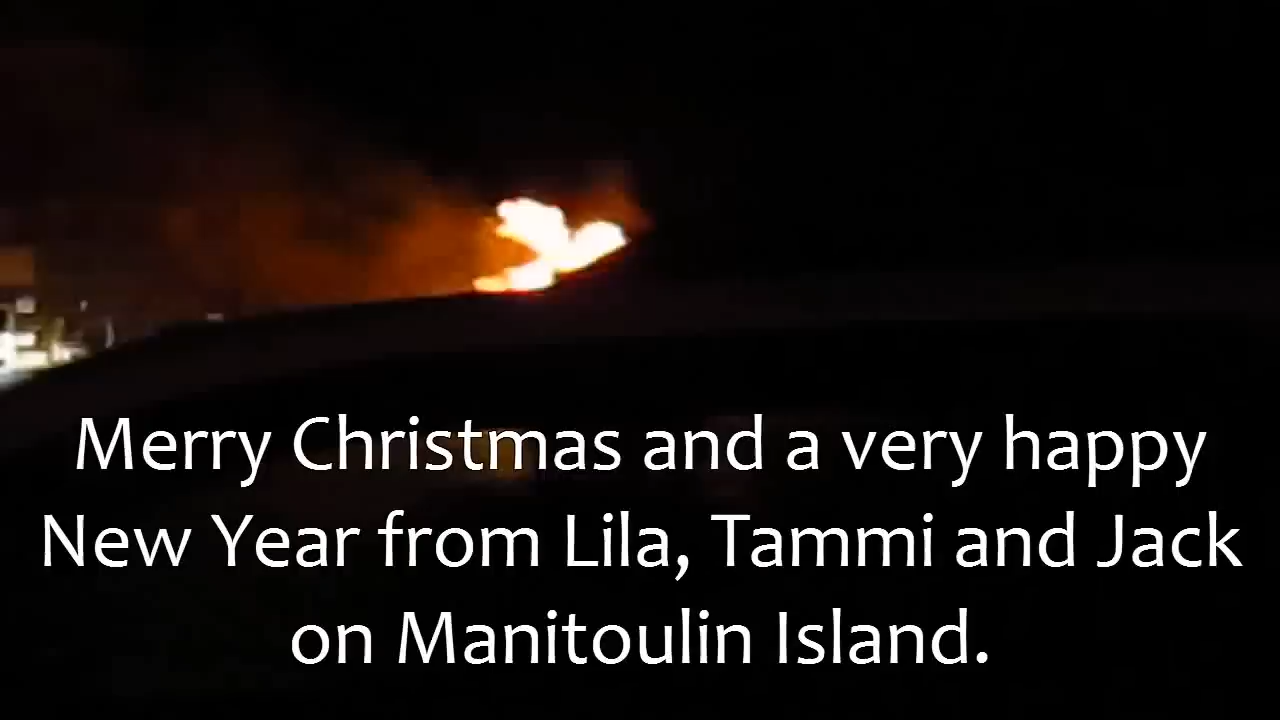 Merry Christmas and a very happy
New Year from Lila, Tammi and Jack
on Manitoulin Island.